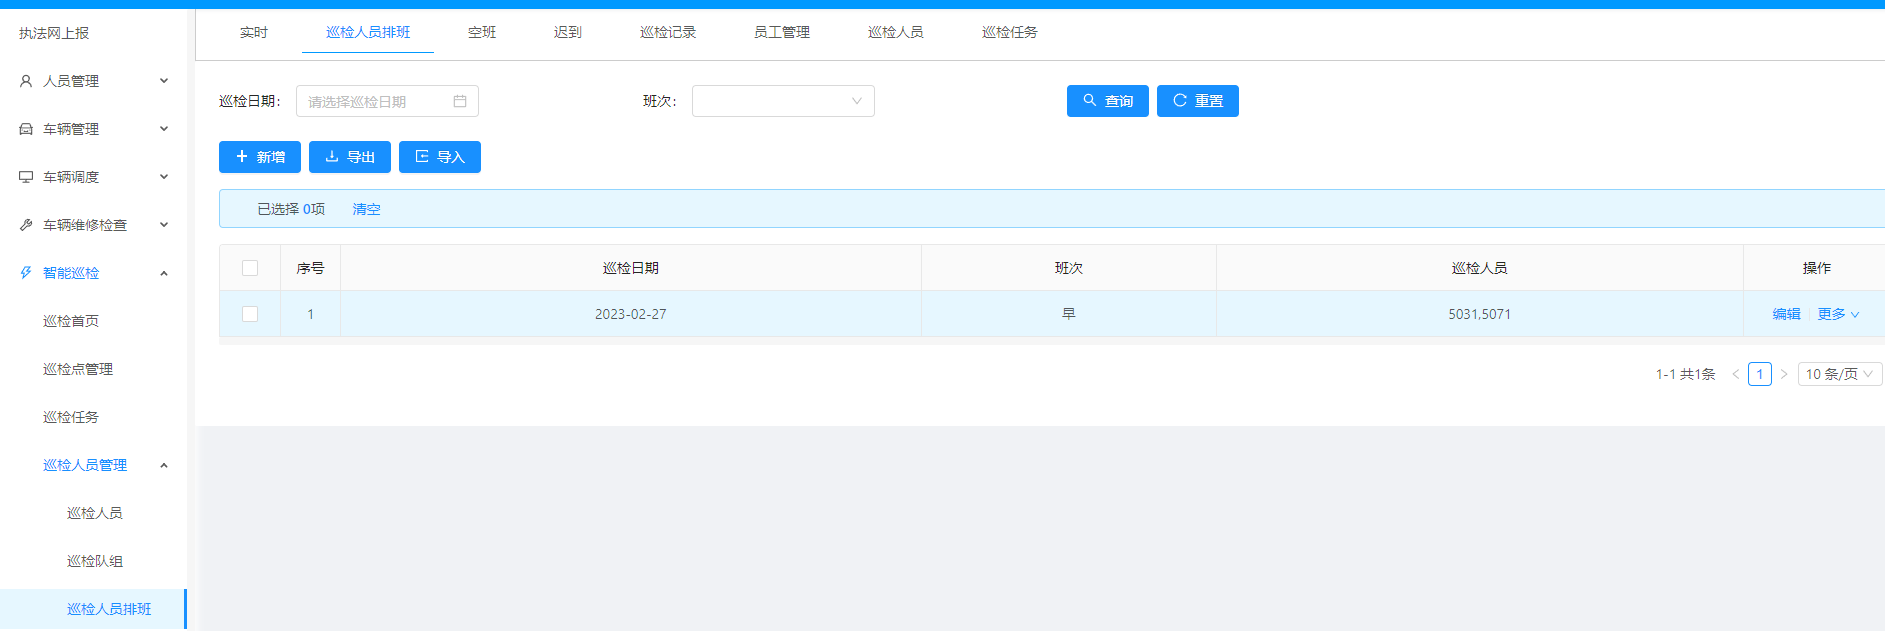 执法网上报
人员管理
车辆管理
车辆调度
车辆维修检查
智能巡检
巡检首页
巡检点管理
巡检任务
巡检人员管理
巡检人员
巡检队组
巡检人员排班
实时 巡检人员排班 空班 迟到 巡检记录 员工管理 巡检人员 巡检任务
巡检日期： 请选择巡检日期 班次： 查询 重置
新增 导出 导入
已选择 0项 清空
序号 巡检日期 班次 巡检人员 操作
1 2023-02-27 早 5031,5071 编辑 更多
1-1 共1条 < 1 > 10 条/页